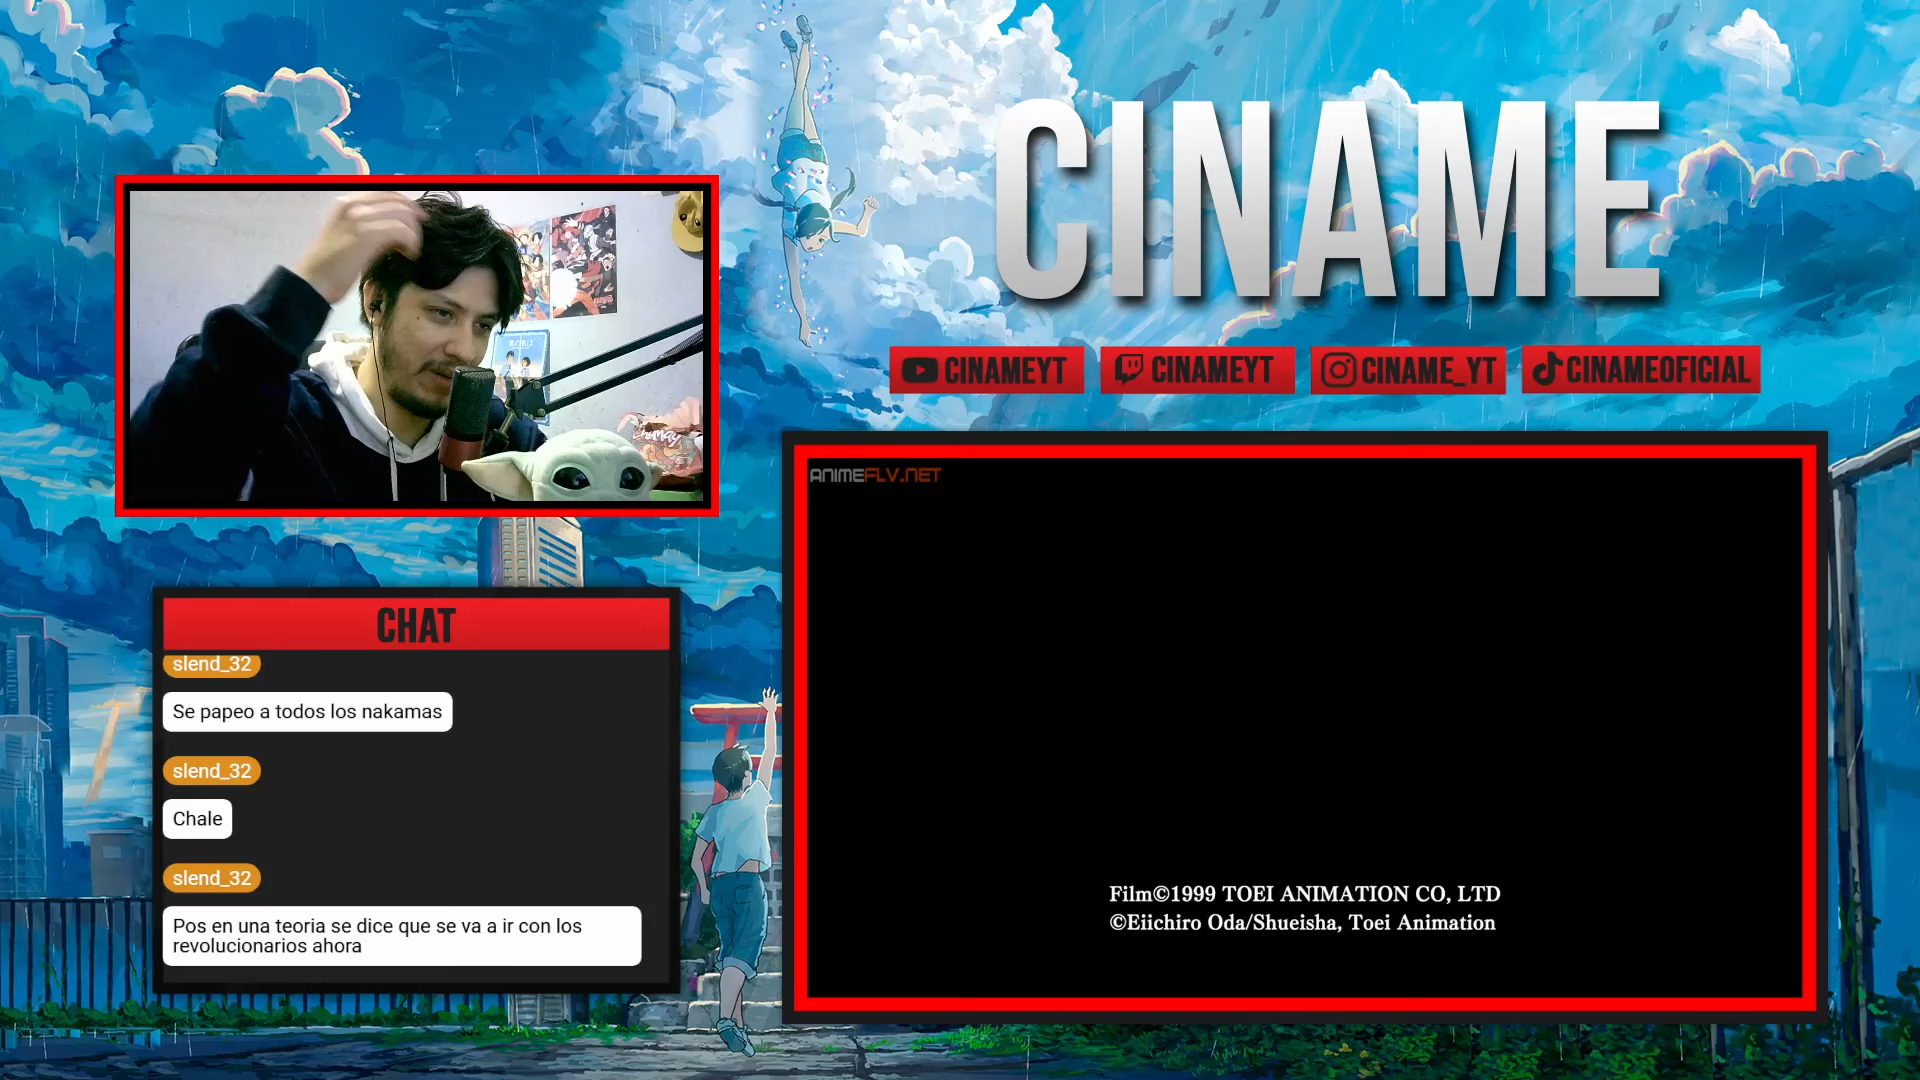 CINAME
CINAMEYT
CINAMEYT
CINAME_YT
CINAMEOFICIAL
ANIMEFLV.NET
CHAT
slend_32
Se papeo a todos los nakamas
slend_32
Chale
slend_32
Pos en una teoria se dice que se va a ir con los
revolucionarios ahora
Film©1999 TOEI ANIMATION CO, LTD
©Eiichiro Oda/Shueisha, Toei Animation